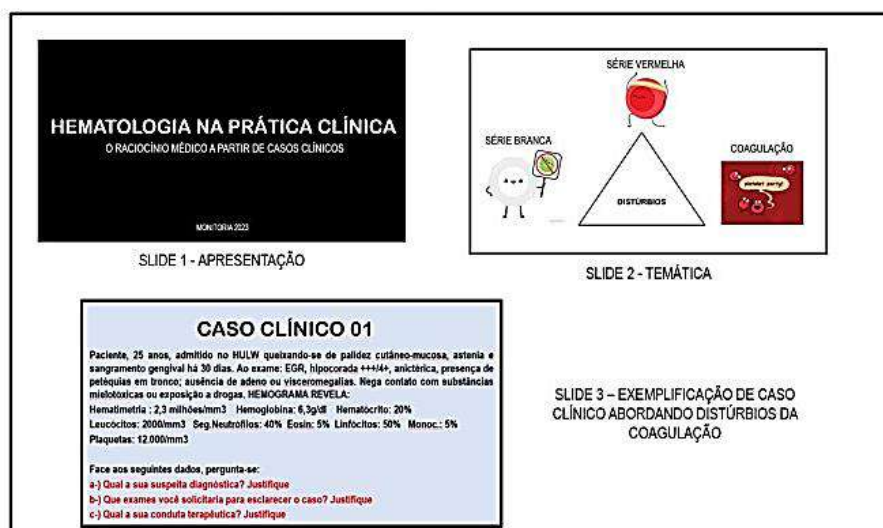 HEMATOLOGIA NA PRÁTICA CLÍNICA
O RACIOCÍNIO MÉDICO A PARTIR DE CASOS CLÍNICOS
MONITORIA 2023
SLIDE 1 - APRESENTAÇÃO
SÉRIE VERMELHA
SÉRIE BRANCA
COAGULAÇÃO
platelet party!
DISTÚRBIOS
SLIDE 2 - TEMÁTICA
CASO CLÍNICO 01
Paciente, 25 anos, admitido no HULW queixando-se de palidez cutâneo-mucosa, astenia e
sangramento gengival há 30 dias. Ao exame: EGR, hipocorada +++/4+, anictérica, presença de
petéquias em tronco; ausência de adeno ou visceromegalias. Nega contato com substâncias
mielotóxicas ou exposição a drogas. HEMOGRAMA REVELA:
Hematimetria : 2,3 milhões/mm3 Hemoglobina: 6,3g/dl Hematócrito: 20%
Leucócitos: 2000/mm3 Seg.Neutrófilos: 40% Eosin: 5% Linfócitos: 50% Monoc.: 5%
Plaquetas: 12.000/mm3
Face aos seguintes dados, pergunta-se:
a-) Qual a sua suspeita diagnóstica? Justifique
b-) Que exames você solicitaria para esclarecer o caso? Justifique
c-) Qual a sua conduta terapêutica? Justifique
SLIDE 3 – EXEMPLIFICAÇÃO DE CASO
CLÍNICO ABORDANDO DISTÚRBIOS DA
COAGULAÇÃO